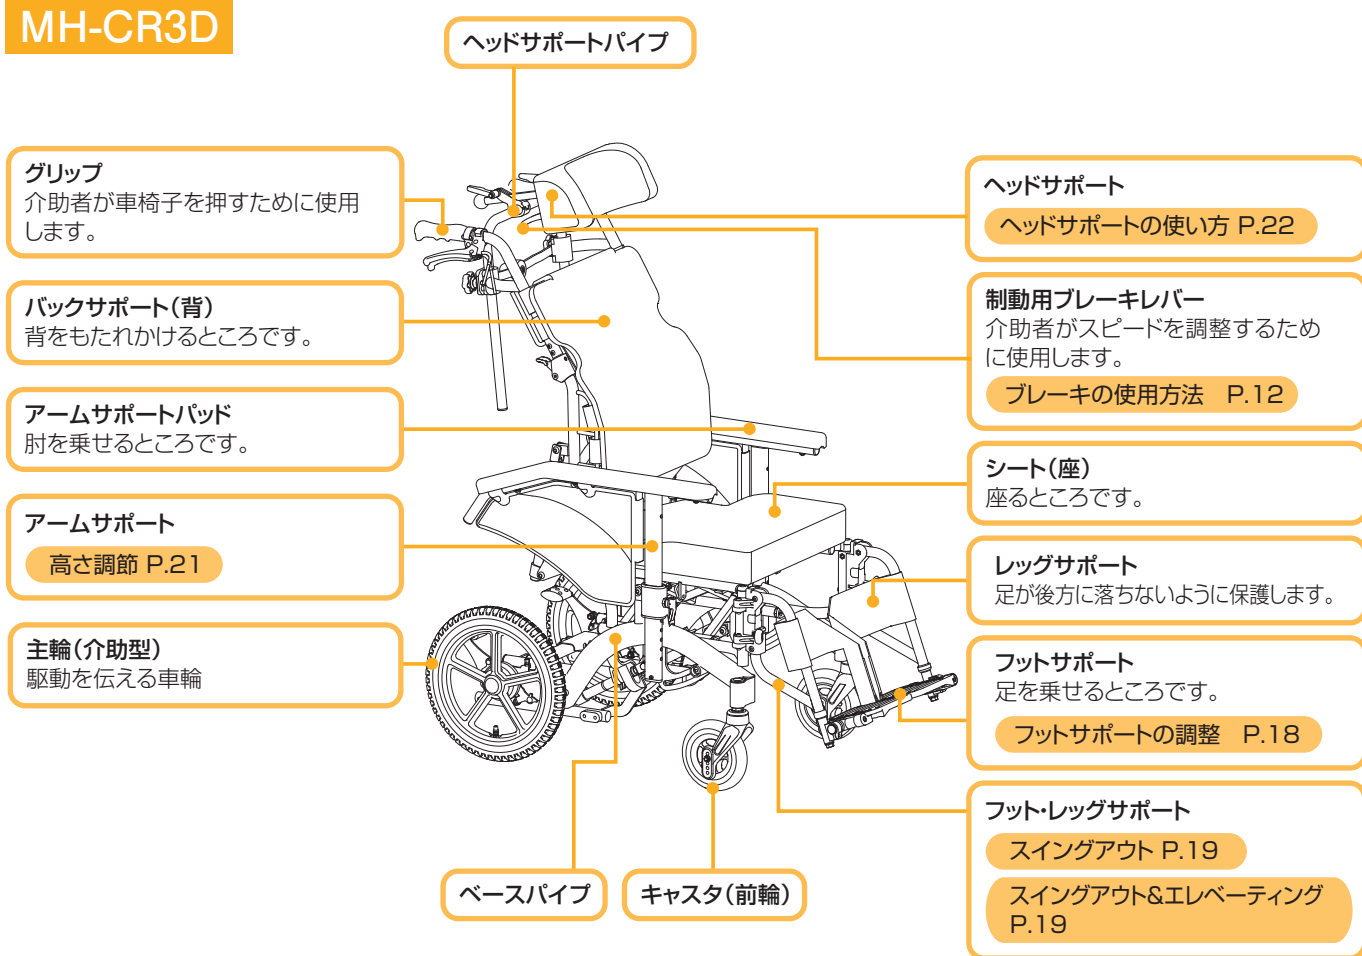 MH-CR3D
ヘッドサポートパイプ
グリップ
介助者が車椅子を押すために使用
します。
バックサポート(背)
背をもたれかけるところです。
アームサポートパッド
肘を乗せるところです。
アームサポート
高さ調節 P.21
主輪(介助型)
駆動を伝える車輪
ベースパイプ
キャスタ(前輪)
ヘッドサポート
ヘッドサポートの使い方 P.22
制動用ブレーキレバー
介助者がスピードを調整するため
に使用します。
ブレーキの使用方法 P.12
シート(座)
座るところです。
レッグサポート
足が後方に落ちないように保護します。
フットサポート
足を乗せるところです。
フットサポートの調整 P.18
フット・レッグサポート
スイングアウト P.19
スイングアウト&エレベーティング
P.19